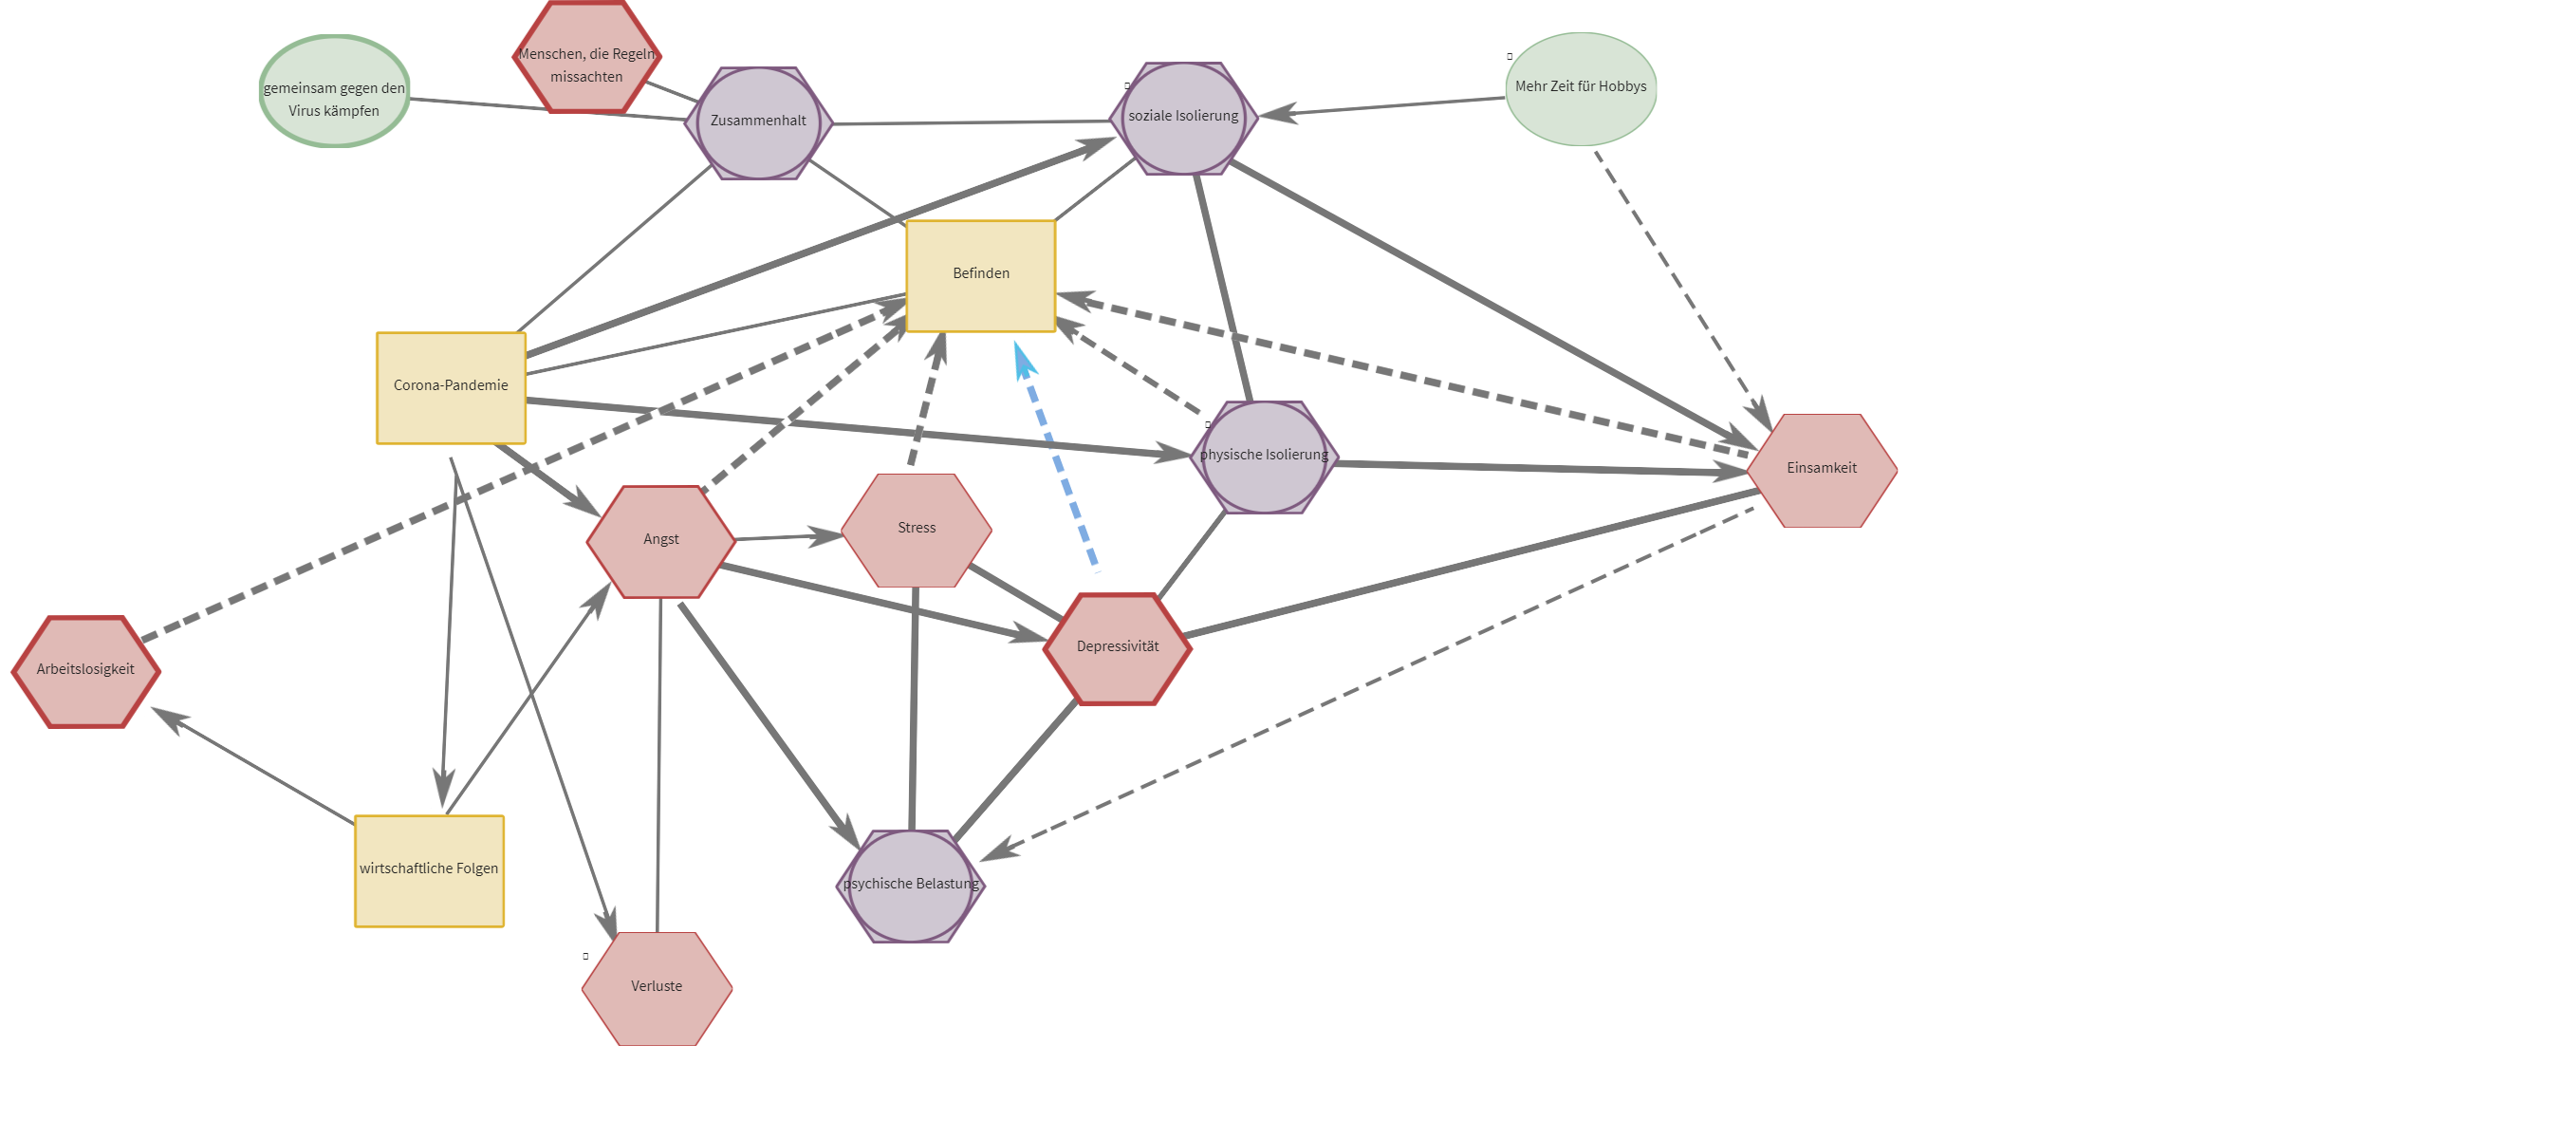 Menschen, die Regeln
missachten
gemeinsam gegen den
Virus kämpfen
Zusammenhalt
soziale Isolierung
Mehr Zeit für Hobbys
Befinden
Corona-Pandemie
physische Isolierung
Einsamkeit
Angst
Stress
Depressivität
Arbeitslosigkeit
wirtschaftliche Folgen
psychische Belastung
Verluste